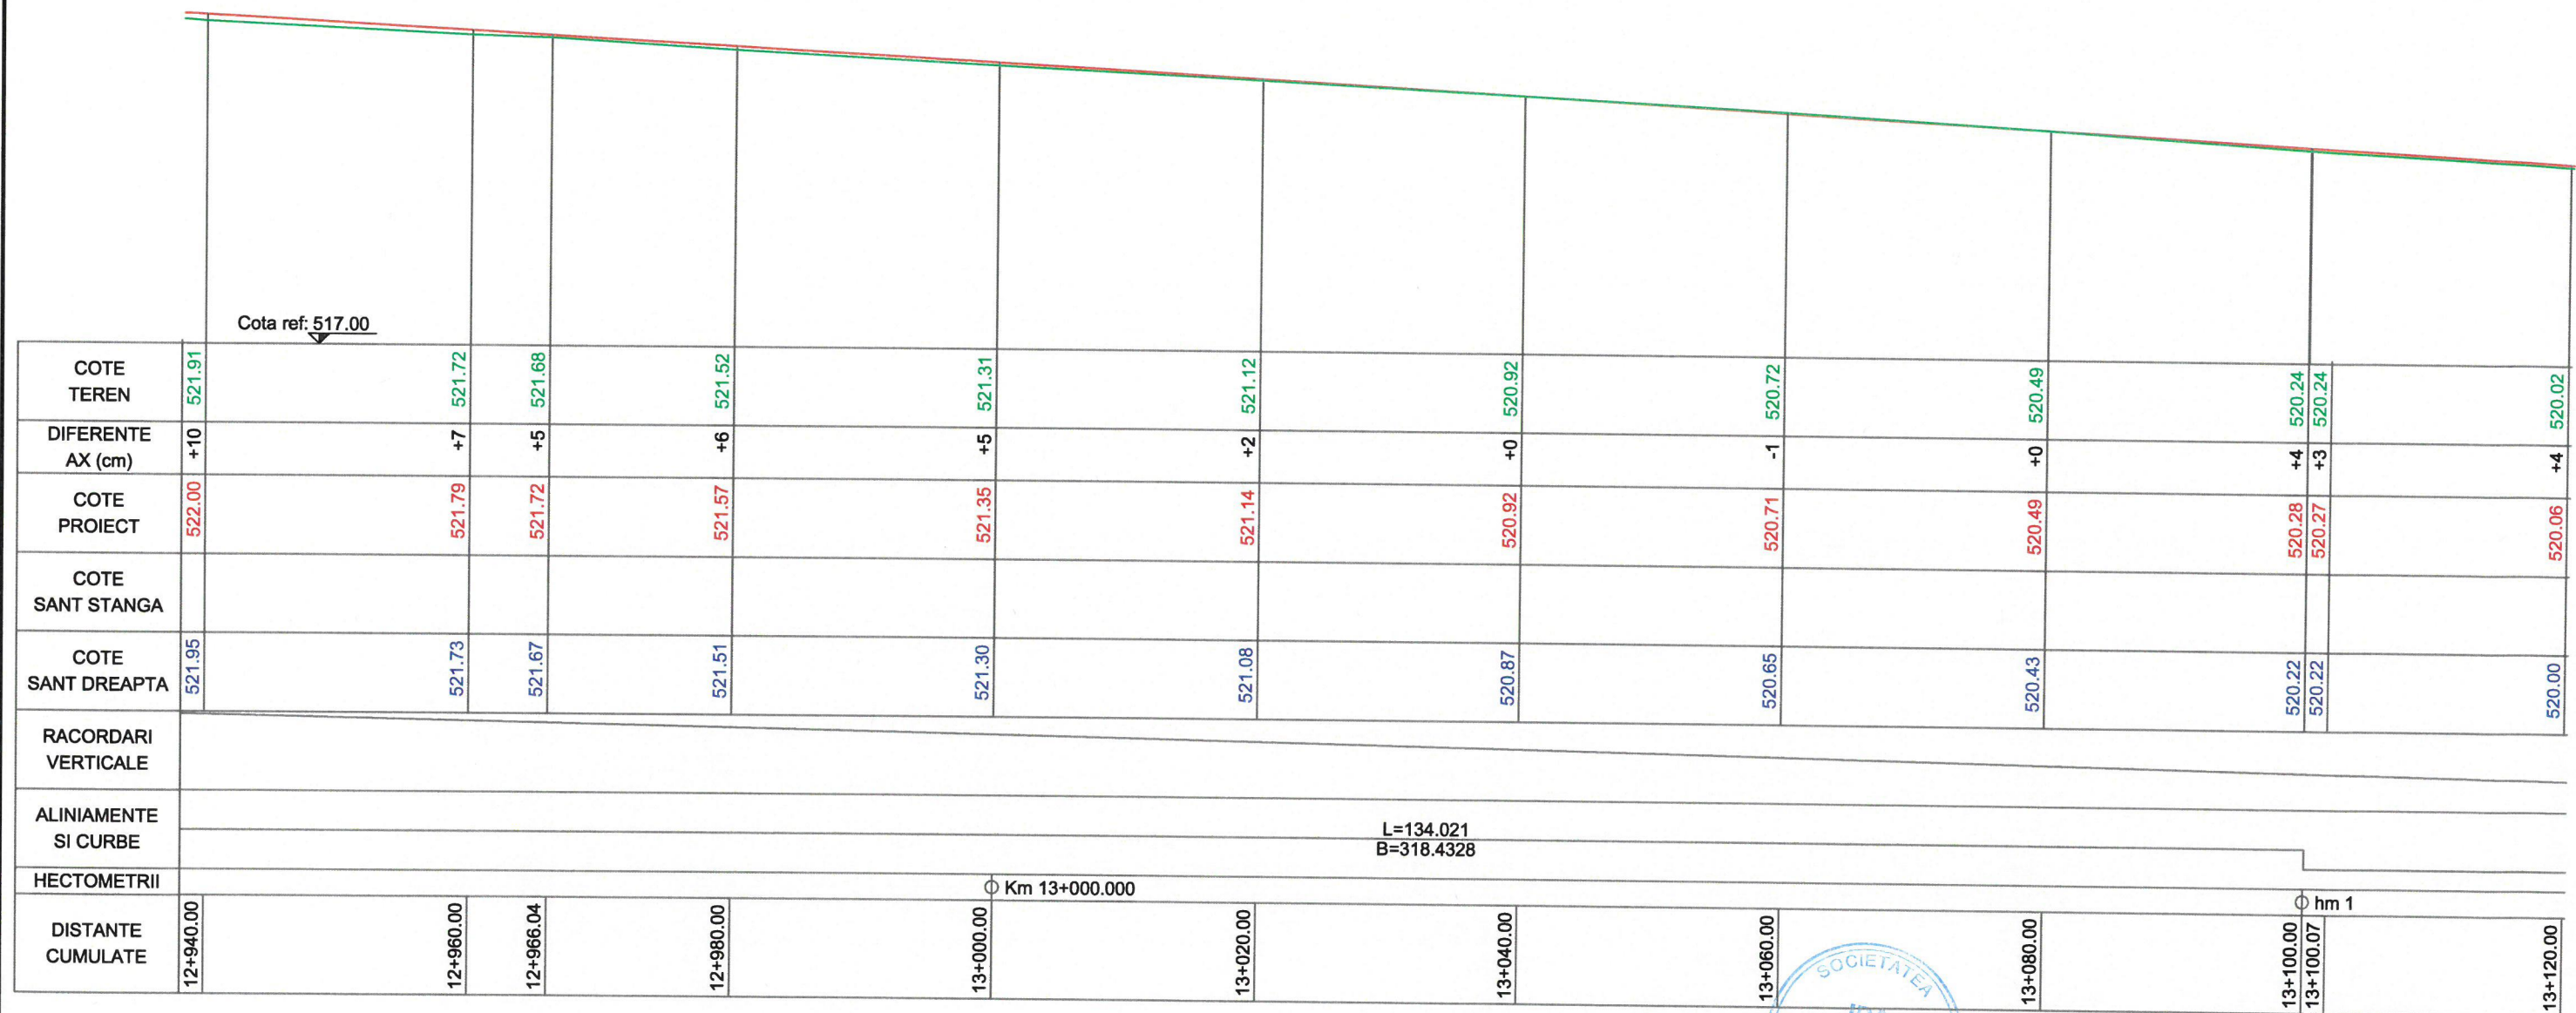 Cota ref: 517.00
COTE
TEREN
521.91 521.72 521.68 521.52 521.31 521.12 520.92 520.72 520.49 520.24 520.24 520.02
DIFERENTE
AX (cm)
+10 +7 +5 +6 +5 +2 +0 -1 +0 +4 +3 +4
COTE
PROIECT
522.00 521.79 521.72 521.57 521.35 521.14 520.92 520.71 520.49 520.28 520.27 520.06
COTE
SANT STANGA
COTE
SANT DREAPTA
521.95 521.73 521.67 521.51 521.30 521.08 520.87 520.65 520.43 520.22 520.22 520.00
RACORDARI
VERTICALE
ALINIAMENTE
SI CURBE
L=134.021
B=318.4328
HECTOMETRII
Km 13+000.000
hm 1
DISTANTE
CUMULATE
12+940.00 12+960.00 12+966.04 12+980.00 13+000.00 13+020.00 13+040.00 13+060.00 13+080.00 13+100.00 13+100.07 13+120.00
SOCIETATEA